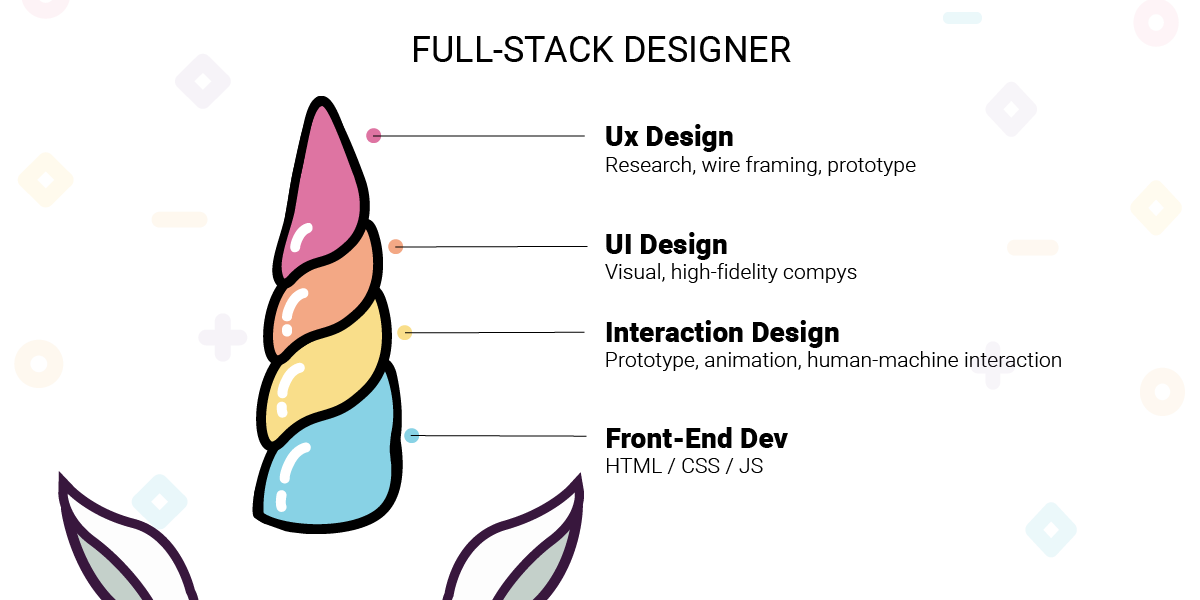 FULL-STACK DESIGNER
Ux Design
Research, wire framing, prototype
UI Design
Visual, high-fidelity compys
Interaction Design
Prototype, animation, human-machine interaction
Front-End Dev
HTML / CSS / JS